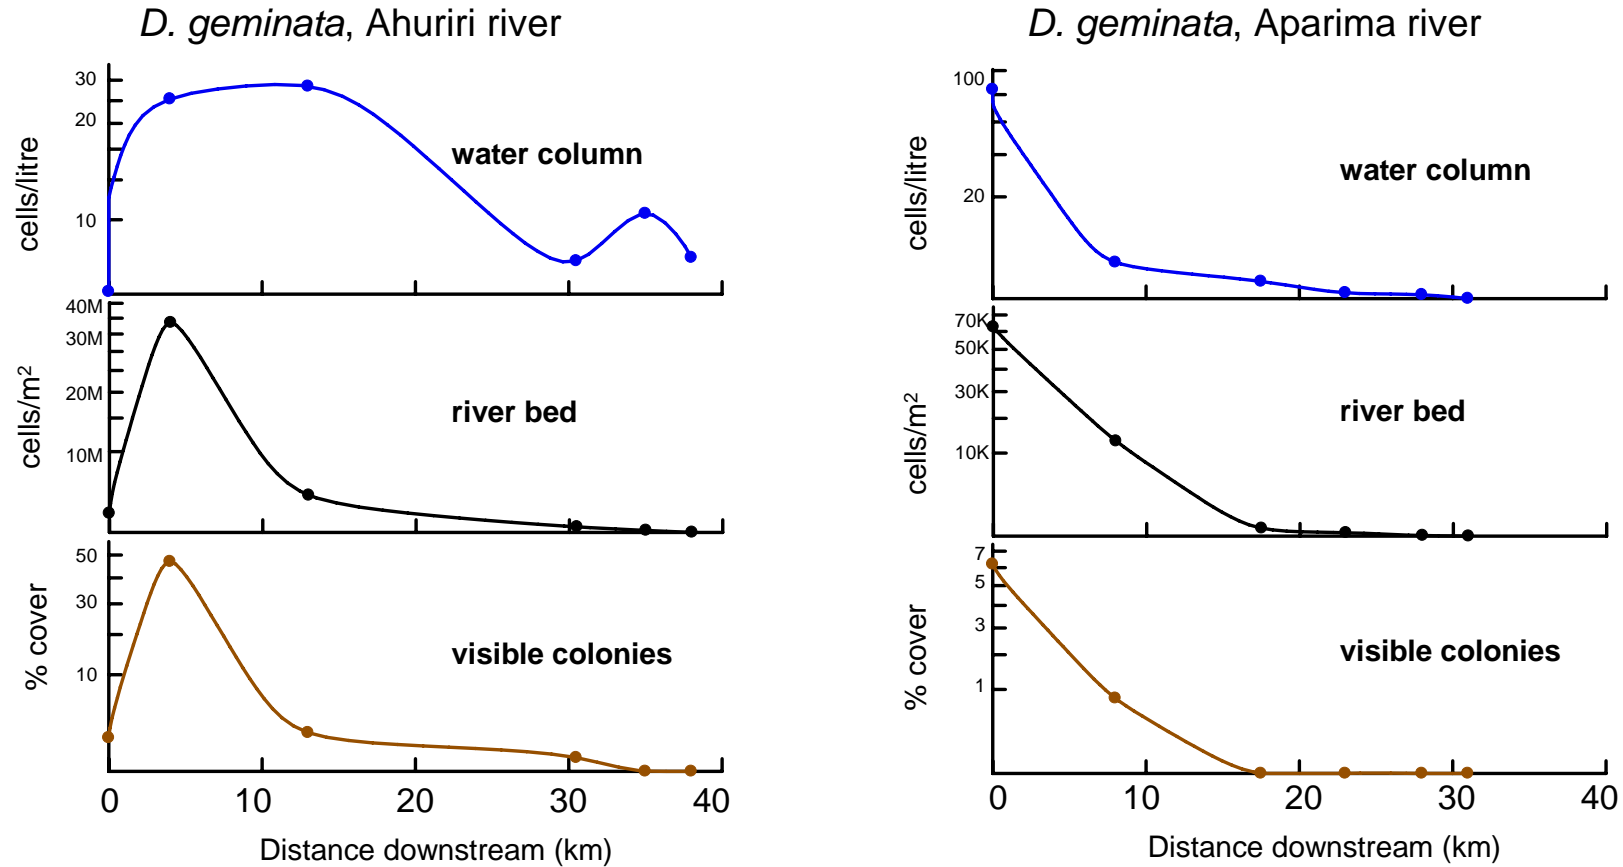 D. geminata, Ahuriri river
30
20
10
cells/litre
water column
40M
30M
20M
10M
cells/m²
river bed
50
30
10
% cover
visible colonies
0 10 20 30 40
Distance downstream (km)
D. geminata, Aparima river
100
20
cells/litre
water column
70K
50K
30K
10K
cells/m²
river bed
7
5
3
1
% cover
visible colonies
0 10 20 30 40
Distance downstream (km)